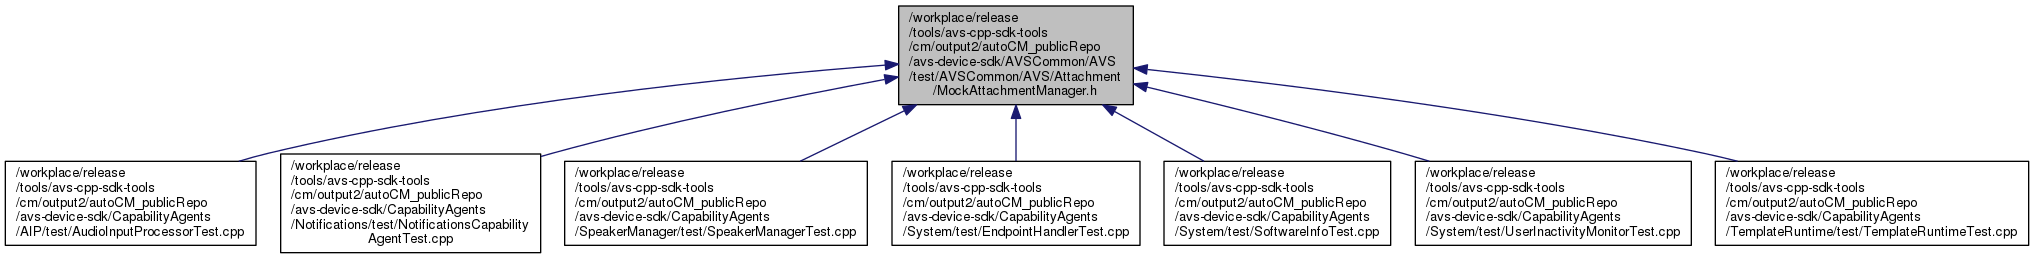 /workplace/release
/tools/avs-cpp-sdk-tools
/cm/output2/autoCM_publicRepo
/avs-device-sdk/AVSCommon/AVS
/test/AVSCommon/AVS/Attachment
/MockAttachmentManager.h
/workplace/release
/tools/avs-cpp-sdk-tools
/cm/output2/autoCM_publicRepo
/avs-device-sdk/CapabilityAgents
/AIP/test/AudioInputProcessorTest.cpp
/workplace/release
/tools/avs-cpp-sdk-tools
/cm/output2/autoCM_publicRepo
/avs-device-sdk/CapabilityAgents
/Notifications/test/NotificationsCapability
AgentTest.cpp
/workplace/release
/tools/avs-cpp-sdk-tools
/cm/output2/autoCM_publicRepo
/avs-device-sdk/CapabilityAgents
/SpeakerManager/test/SpeakerManagerTest.cpp
/workplace/release
/tools/avs-cpp-sdk-tools
/cm/output2/autoCM_publicRepo
/avs-device-sdk/CapabilityAgents
/System/test/EndpointHandlerTest.cpp
/workplace/release
/tools/avs-cpp-sdk-tools
/cm/output2/autoCM_publicRepo
/avs-device-sdk/CapabilityAgents
/System/test/SoftwareInfoTest.cpp
/workplace/release
/tools/avs-cpp-sdk-tools
/cm/output2/autoCM_publicRepo
/avs-device-sdk/CapabilityAgents
/System/test/UserInactivityMonitorTest.cpp
/workplace/release
/tools/avs-cpp-sdk-tools
/cm/output2/autoCM_publicRepo
/avs-device-sdk/CapabilityAgents
/TemplateRuntime/test/TemplateRuntimeTest.cpp